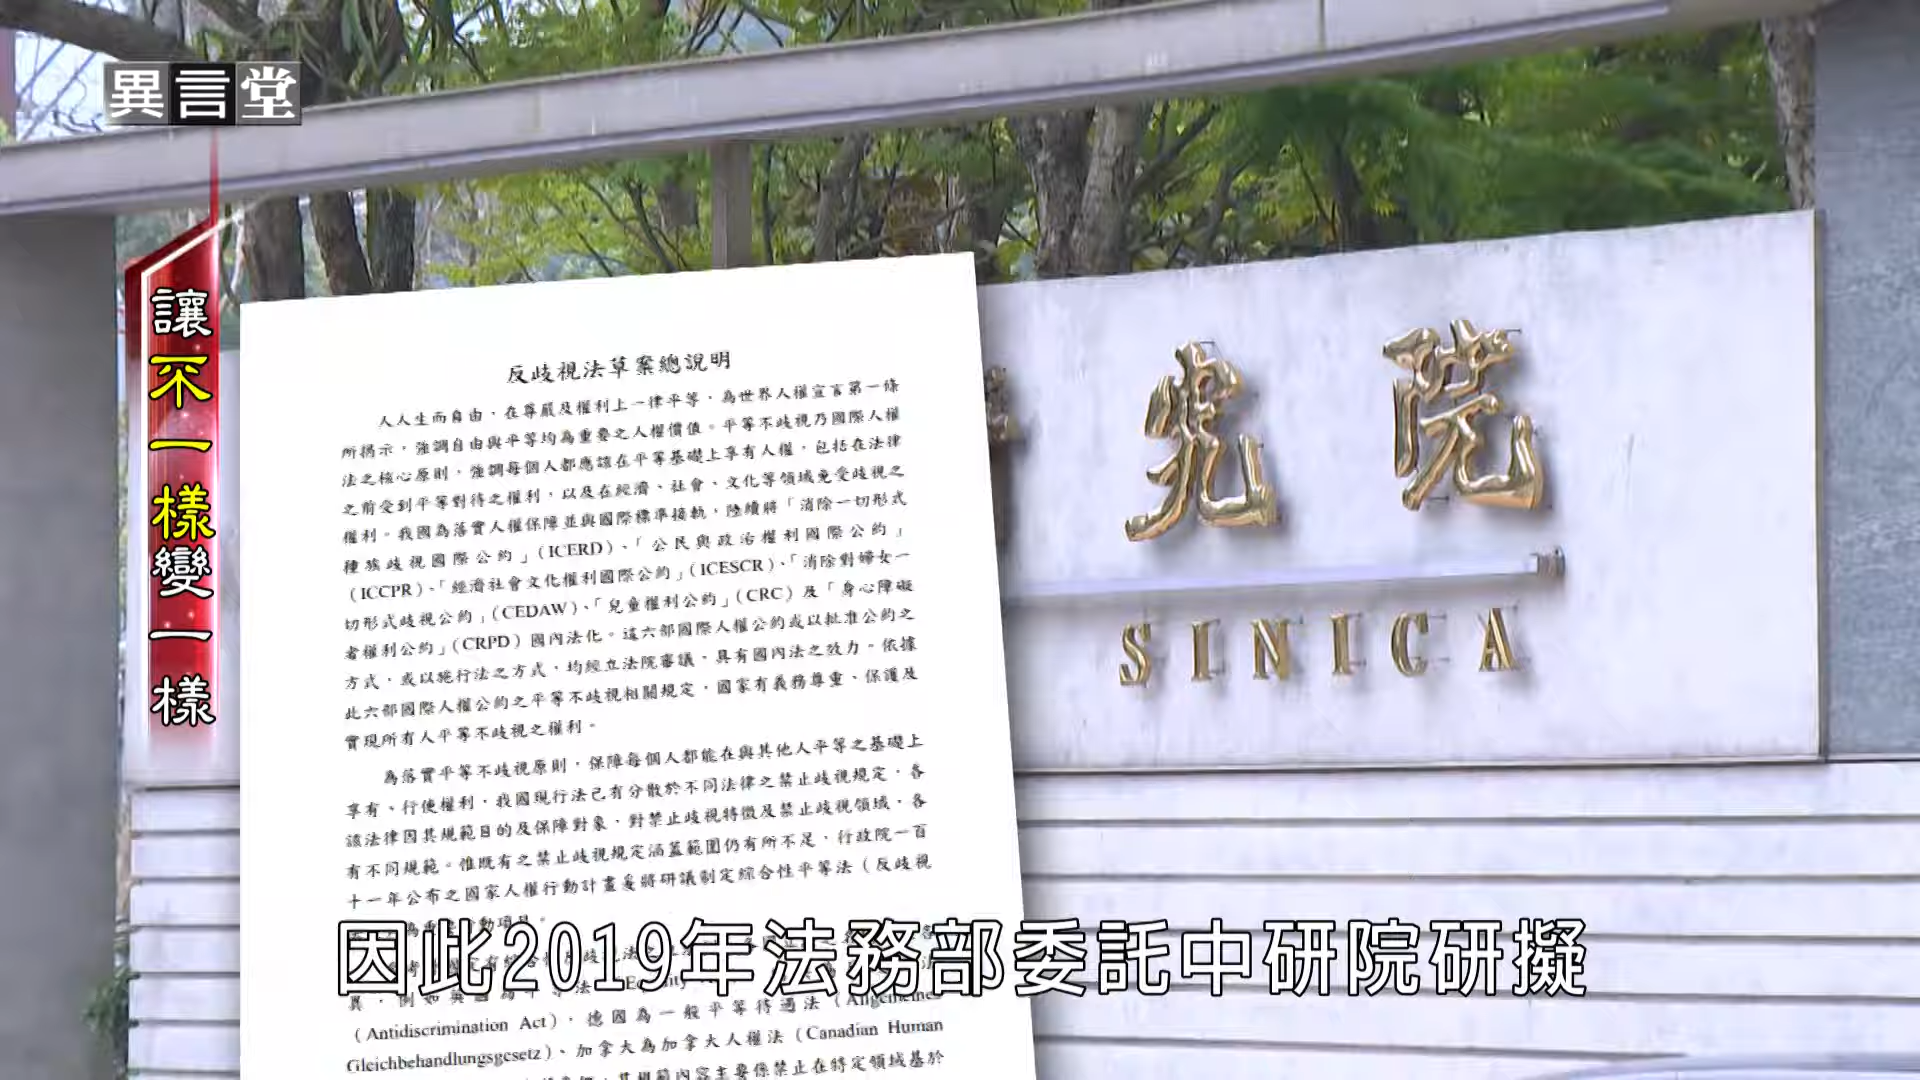 異言堂
讓不一樣變一樣
反歧視法草案總說明
人人生而自由，在尊嚴及權利上一律平等，為世界人權宣言第一條
所揭示，強調自由與平等均為重要之人權價值。平等不歧視乃國際人權
法之核心原則，強調每個人都應該在平等基礎上享有人權，包括在法律
之前受到平等對待之權利，以及在經濟、社會、文化等領域免受歧視之
權利。我國為落實人權保障並與國際標準接軌，陸續將「消除一切形式
種族歧視國際公約」(ICERD)、「公民與政治權利國際公約」
(ICCPR)、「經濟社會文化權利國際公約」(ICESCR)、「消除對婦女一
切形式歧視公約」(CEDAW)、「兒童權利公約」(CRC) 及「身心障礙
者權利公約」(CRPD) 國內法化。這六部國際人權公約或以批准公約之
方式，或以施行法之方式，均經立法院審議，具有國內法之效力。依據
此六部國際人權公約之平等不歧視相關規定，國家有義務尊重、保護及
實現所有人平等不歧視之權利。
為落實平等不歧視原則，保障每個人都能在與其他人平等之基礎上
享有、行使權利，我國現行法已有分散於不同法律之禁止歧視規定，各
該法律因其規範目的及保障對象，對禁止歧視特徵及禁止歧視領域，各
有不同規範。惟既有之禁止歧視規定涵蓋範圍仍有所不足，行政院一百
十一年公布之國家人權行動計畫爰將研議制定綜合性平等法（反歧視
(Antidiscrimination Act)，德國為一般平等待遇法 (Allgemeines
Gleichbehandlungsgesetz)、加拿大為加拿大人權法 (Canadian Human
其規範內容主要係禁止在特定領域基於
究院
SINICA
因此2019年法務部委託中研院研擬